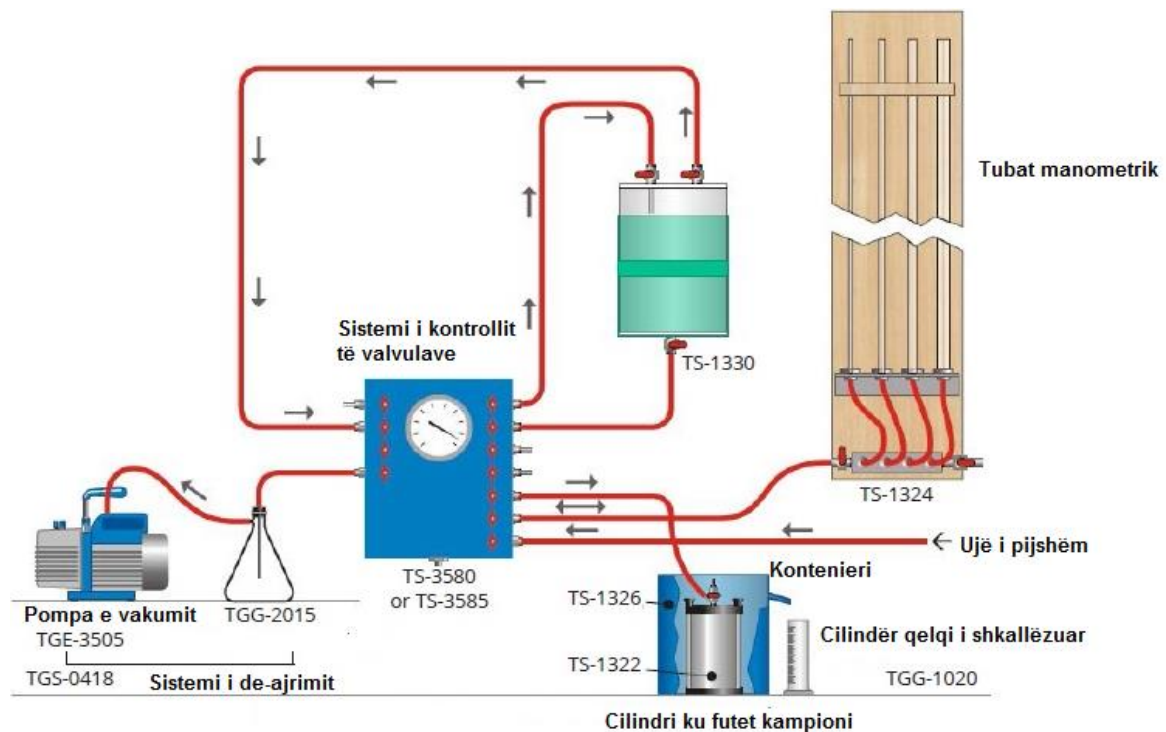 Tubat manometrik
Sistemi i kontrollit
të valvulave
TS-1330
TS-1324
Ujë i pijshëm
TS-3580
or TS-3585
Kontenieri
TS-1326
Pompa e vakumit
TGG-2015
TGE-3505
Cilindër qelqi i shkallëzuar
TS-1322
TGS-0418
Sistemi i de-ajrimit
TGG-1020
Cilindri ku futet kampioni